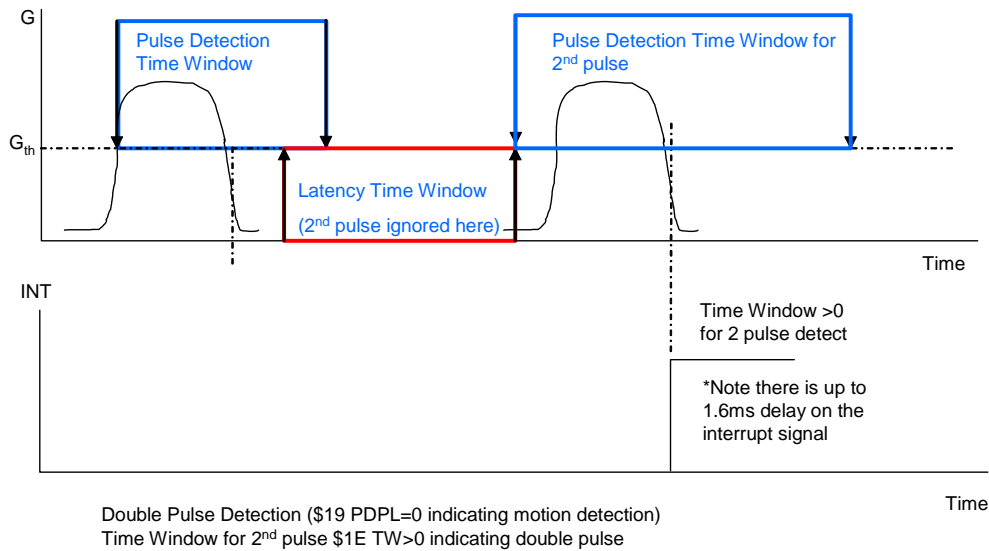 G
Pulse Detection
Time Window
Pulse Detection Time Window for
2nd pulse
Gth
Latency Time Window
(2nd pulse ignored here)
Time
INT
Time Window >0
for 2 pulse detect
*Note there is up to
1.6ms delay on the
interrupt signal
Time
Double Pulse Detection ($19 PDPL=0 indicating motion detection)
Time Window for 2nd pulse $1E TW>0 indicating double pulse